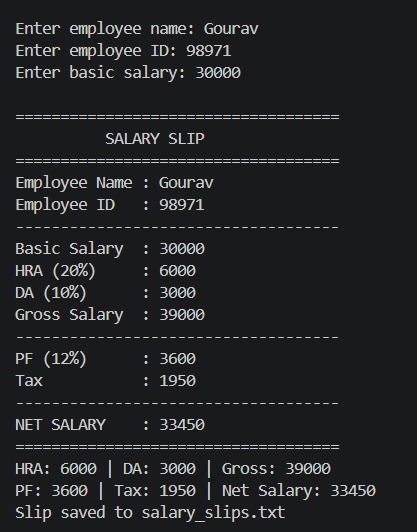 Enter employee name: Gourav
Enter employee ID: 98971
Enter basic salary: 30000

====================================
          SALARY SLIP
====================================
Employee Name : Gourav
Employee ID   : 98971
------------------------------------
Basic Salary  : 30000
HRA (20%)     : 6000
DA (10%)      : 3000
Gross Salary  : 39000
------------------------------------
PF (12%)      : 3600
Tax           : 1950
------------------------------------
NET SALARY    : 33450
====================================
HRA: 6000 | DA: 3000 | Gross: 39000
PF: 3600 | Tax: 1950 | Net Salary: 33450
Slip saved to salary_slips.txt